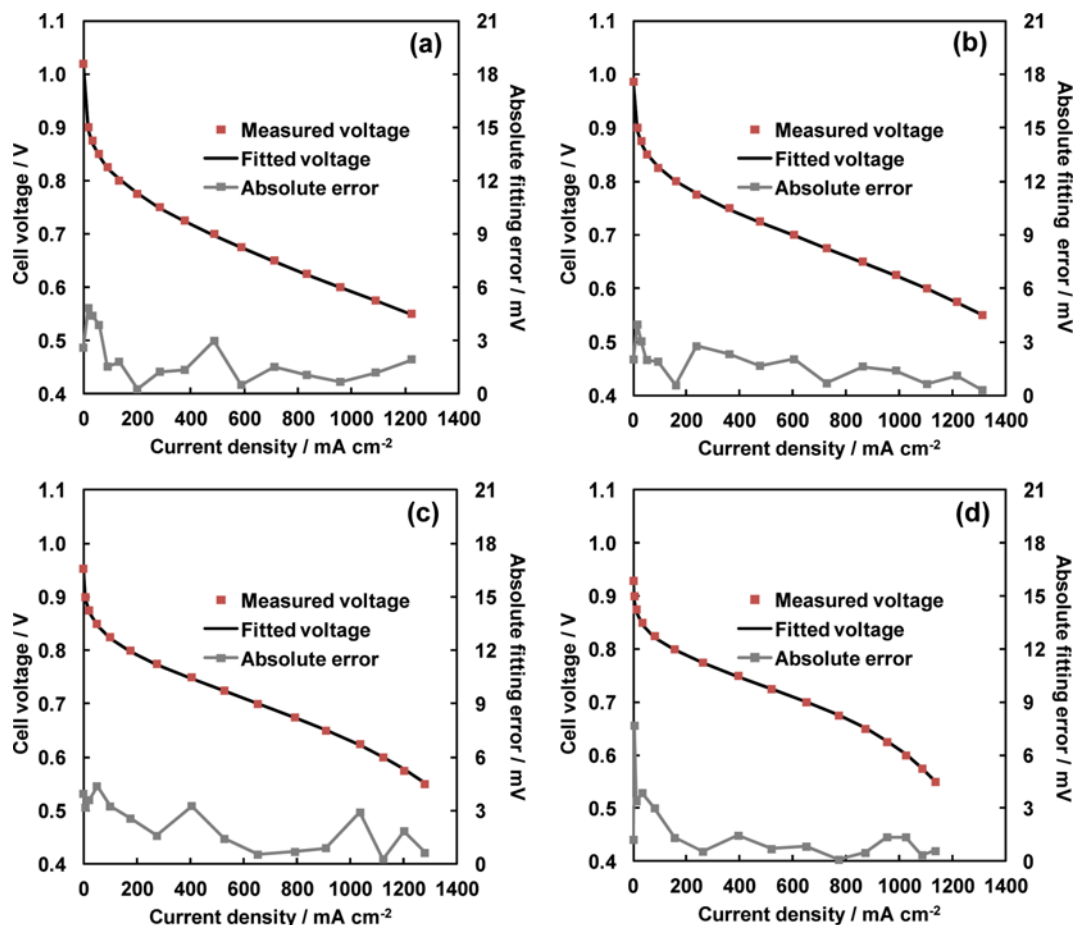 (a)
1.1
1.0
0.9
0.8
0.7
0.6
0.5
0.4
Cell voltage / V
Measured voltage
Fitted voltage
Absolute error
21
18
15
12
9
6
3
0
Absolute fitting error / mV
0 200 400 600 800 1000 1200 1400
Current density / mA cm⁻²
(b)
1.1
1.0
0.9
0.8
0.7
0.6
0.5
0.4
Cell voltage / V
Measured voltage
Fitted voltage
Absolute error
21
18
15
12
9
6
3
0
Absolute fitting error / mV
0 200 400 600 800 1000 1200 1400
Current density / mA cm⁻²
(c)
1.1
1.0
0.9
0.8
0.7
0.6
0.5
0.4
Cell voltage / V
Measured voltage
Fitted voltage
Absolute error
21
18
15
12
9
6
3
0
Absolute fitting error / mV
0 200 400 600 800 1000 1200 1400
Current density / mA cm⁻²
(d)
1.1
1.0
0.9
0.8
0.7
0.6
0.5
0.4
Cell voltage / V
Measured voltage
Fitted voltage
Absolute error
21
18
15
12
9
6
3
0
Absolute fitting error / mV
0 200 400 600 800 1000 1200 1400
Current density / mA cm⁻²